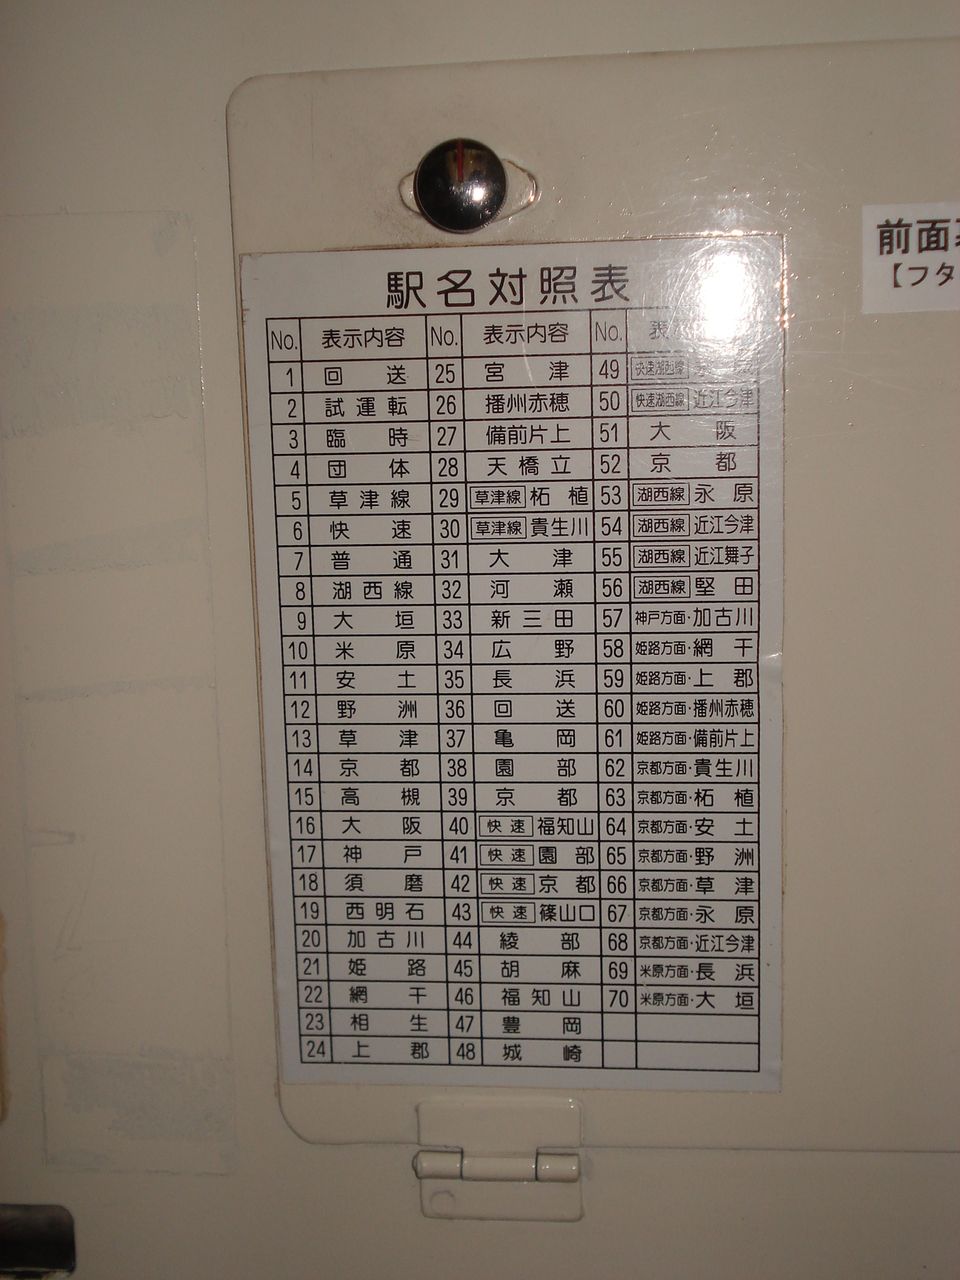 駅名対照表
No. 表示内容 No. 表示内容 No. 表
1 回送 25 宮津 49 快速湖西線
2 試運転 26 播州赤穂 50 快速湖西線 近江今津
3 臨時 27 備前片上 51 大阪
4 団体 28 天橋立 52 京都
5 草津線 29 草津線 柘植 53 湖西線 永原
6 快速 30 草津線 貴生川 54 湖西線 近江今津
7 普通 31 大津 55 湖西線 近江舞子
8 湖西線 32 河瀬 56 湖西線 堅田
9 大垣 33 新三田 57 神戸方面・加古川
10 米原 34 広野 58 姫路方面・網干
11 安土 35 長浜 59 姫路方面・上郡
12 野洲 36 回送 60 姫路方面・播州赤穂
13 草津 37 亀岡 61 姫路方面・備前片上
14 京都 38 園部 62 京都方面・貴生川
15 高槻 39 京都 63 京都方面・柘植
16 大阪 40 快速 福知山 64 京都方面・安土
17 神戸 41 快速 園部 65 京都方面・野洲
18 須磨 42 快速 京都 66 京都方面・草津
19 西明石 43 快速 篠山口 67 京都方面・永原
20 加古川 44 綾部 68 京都方面・近江今津
21 姫路 45 胡麻 69 米原方面・長浜
22 網干 46 福知山 70 米原方面・大垣
23 相生 47 豊岡
24 上郡 48 城崎
前面
【フタ